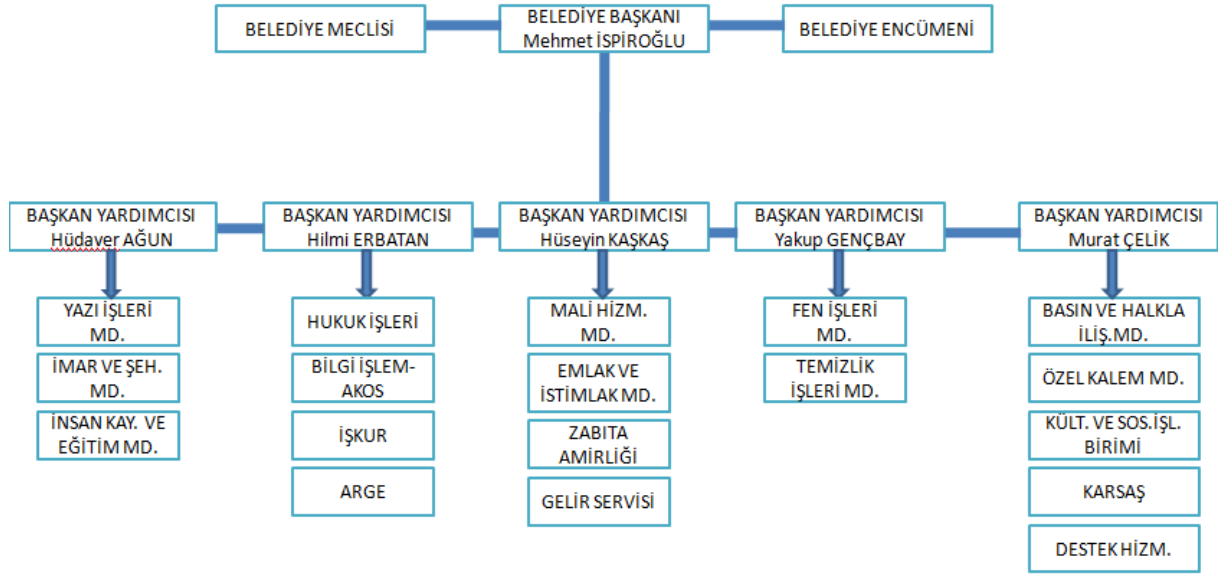 BELEDİYE MECLİSİ
BELEDİYE BAŞKANI
Mehmet İSPİROĞLU
BELEDİYE ENCÜMENİ
BAŞKAN YARDIMCISI
Hüdaver AĞUN
BAŞKAN YARDIMCISI
Hilmi ERBATAN
BAŞKAN YARDIMCISI
Hüseyin KAŞKAŞ
BAŞKAN YARDIMCISI
Yakup GENÇBAY
BAŞKAN YARDIMCISI
Murat ÇELİK
YAZI İŞLERİ
MD.
İMAR VE ŞEH.
MD.
İNSAN KAY. VE
EĞİTİM MD.
HUKUK İŞLERİ
BİLGİ İŞLEM-
AKOS
İŞKUR
ARGE
MALİ HİZM.
MD.
EMLAK VE
İSTİMLAK MD.
ZABITA
AMİRLİĞİ
GELİR SERVİSİ
FEN İŞLERİ
MD.
TEMİZLİK
İŞLERİ MD.
BASIN VE HALKLA
İLİŞ.MD.
ÖZEL KALEM MD.
KÜLT. VE SOS.İŞL.
BİRİMİ
KARSAŞ
DESTEK HİZM.